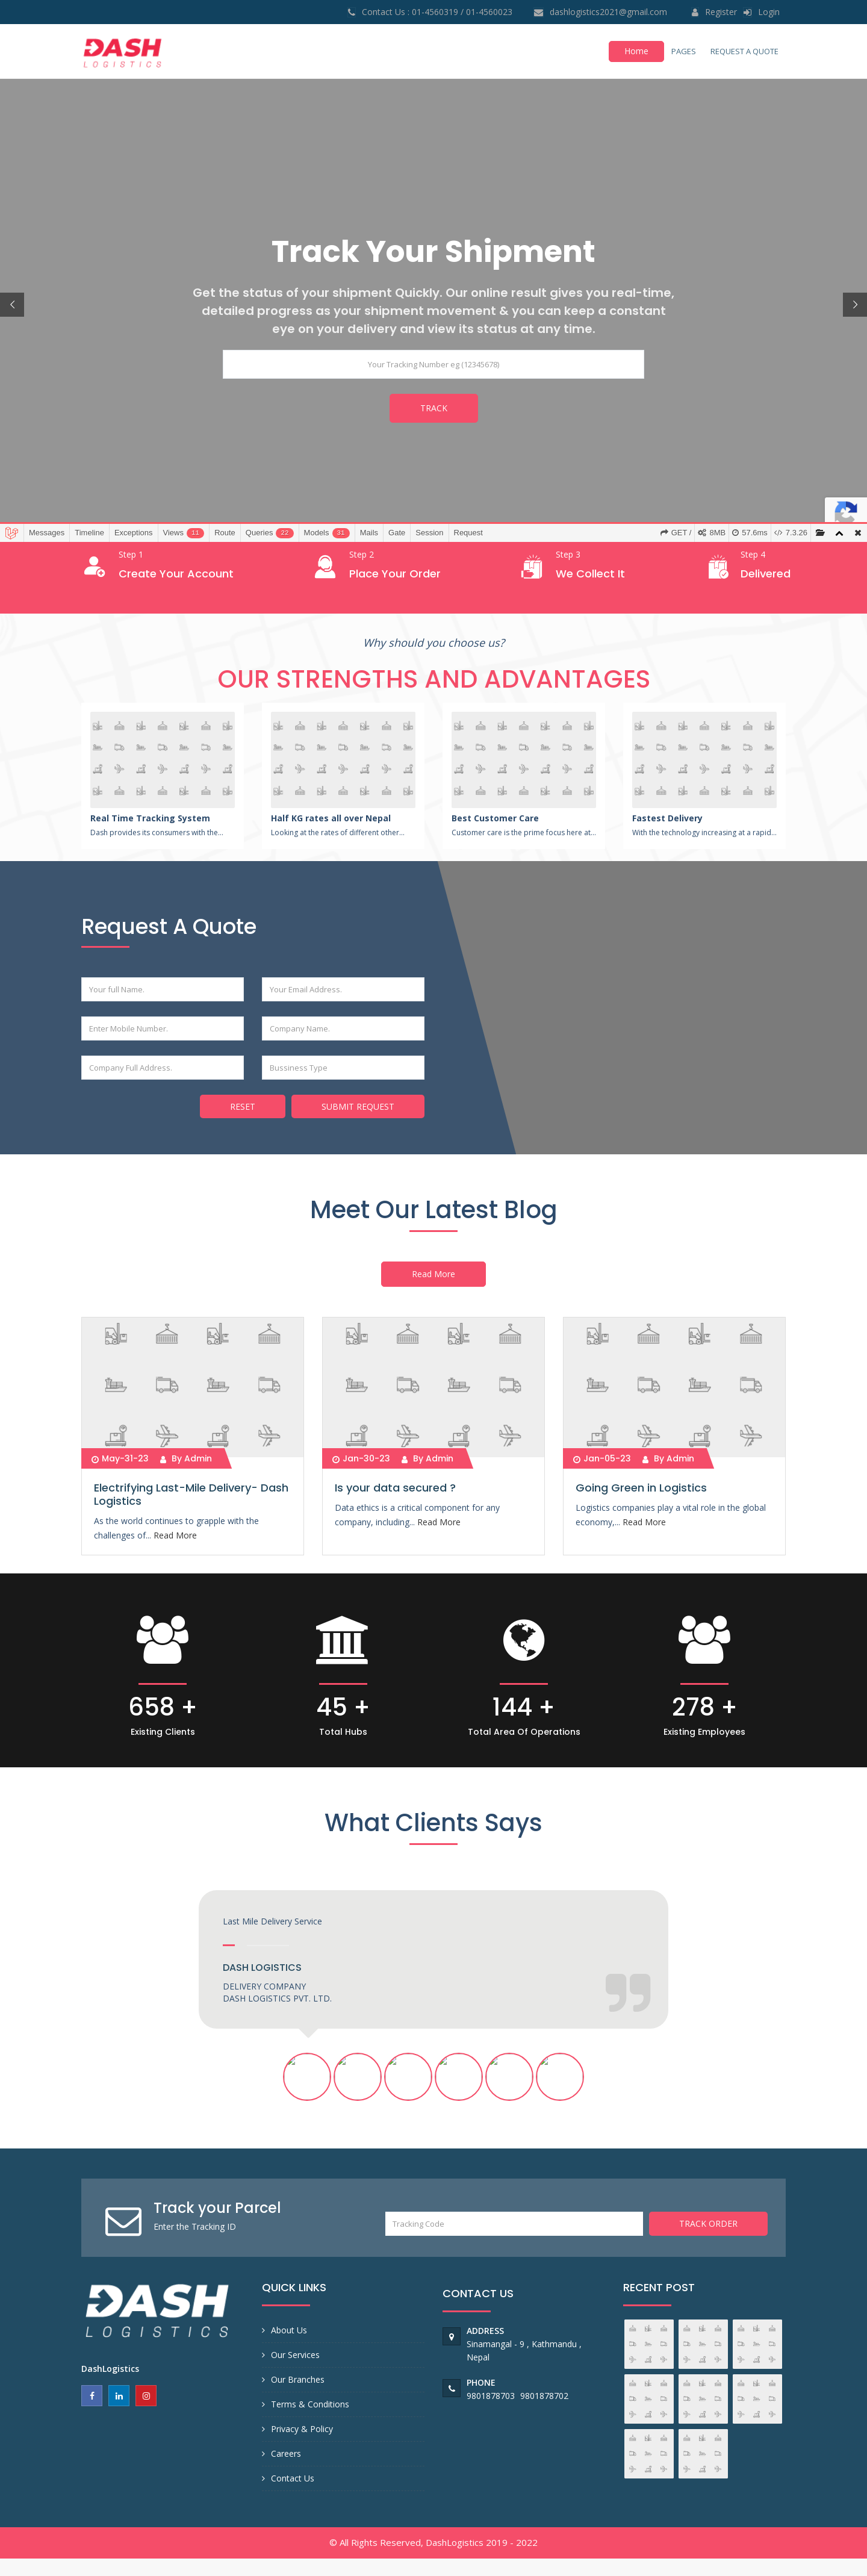 Contact Us : 01-4560319 / 01-4560023 dashlogistics2021@gmail.com Register Login
DASH
LOGISTICS
Home PAGES REQUEST A QUOTE
Track Your Shipment
Get the status of your shipment Quickly. Our online result gives you real-time,
detailed progress as your shipment movement & you can keep a constant
eye on your delivery and view its status at any time.
Your Tracking Number eg (12345678)
TRACK
Messages Timeline Exceptions Views 11 Route Queries 22 Models 31 Mails Gate Session Request GET / 8MB 57.6ms 7.3.26
Step 1
Create Your Account
Step 2
Place Your Order
Step 3
We Collect It
Step 4
Delivered
Why should you choose us?
OUR STRENGTHS AND ADVANTAGES
Real Time Tracking System
Dash provides its consumers with the...
Half KG rates all over Nepal
Looking at the rates of different other...
Best Customer Care
Customer care is the prime focus here at...
Fastest Delivery
With the technology increasing at a rapid...
Request A Quote
Your full Name. Your Email Address.
Enter Mobile Number. Company Name.
Company Full Address. Bussiness Type
RESET SUBMIT REQUEST
Meet Our Latest Blog
Read More
May-31-23 By Admin
Electrifying Last-Mile Delivery- Dash
Logistics
As the world continues to grapple with the
challenges of... Read More
Jan-30-23 By Admin
Is your data secured ?
Data ethics is a critical component for any
company, including... Read More
Jan-05-23 By Admin
Going Green in Logistics
Logistics companies play a vital role in the global
economy,... Read More
658 +
Existing Clients
45 +
Total Hubs
144 +
Total Area Of Operations
278 +
Existing Employees
What Clients Says
Last Mile Delivery Service
DASH LOGISTICS
DELIVERY COMPANY
DASH LOGISTICS PVT. LTD.
Track your Parcel
Enter the Tracking ID
Tracking Code
TRACK ORDER
DASH
LOGISTICS
DashLogistics
QUICK LINKS
About Us
Our Services
Our Branches
Terms & Conditions
Privacy & Policy
Careers
Contact Us
CONTACT US
ADDRESS
Sinamangal - 9 , Kathmandu ,
Nepal
PHONE
9801878703 9801878702
RECENT POST
© All Rights Reserved, DashLogistics 2019 - 2022